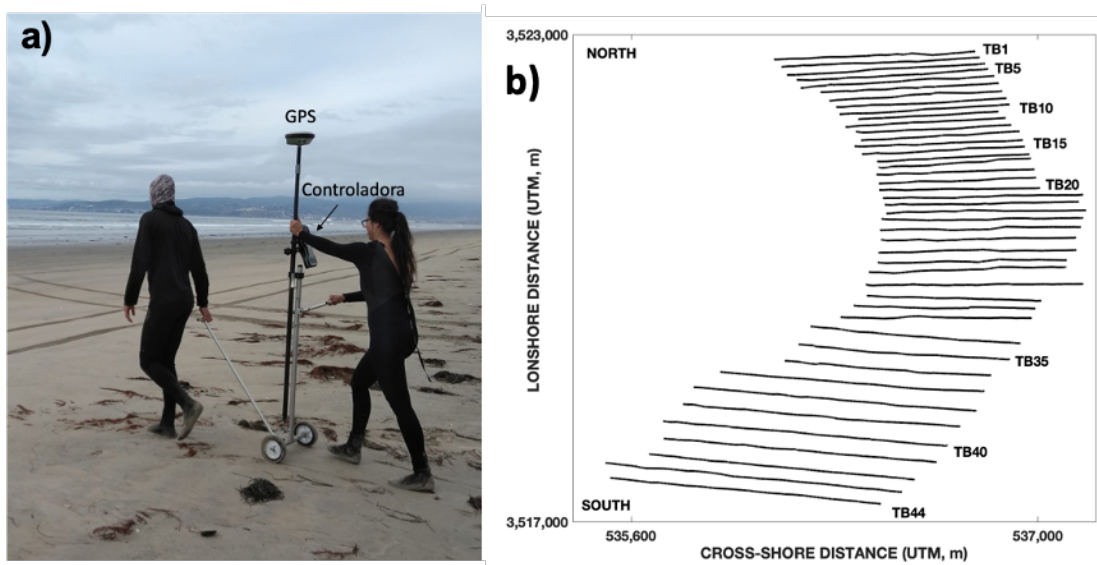 a)
GPS
Controladora
b)
3,523,000
NORTH
TB1
TB5
TB10
TB15
TB20
TB35
TB40
TB44
SOUTH
3,517,000
535,600
537,000
LONSHORE DISTANCE (UTM, m)
CROSS-SHORE DISTANCE (UTM, m)